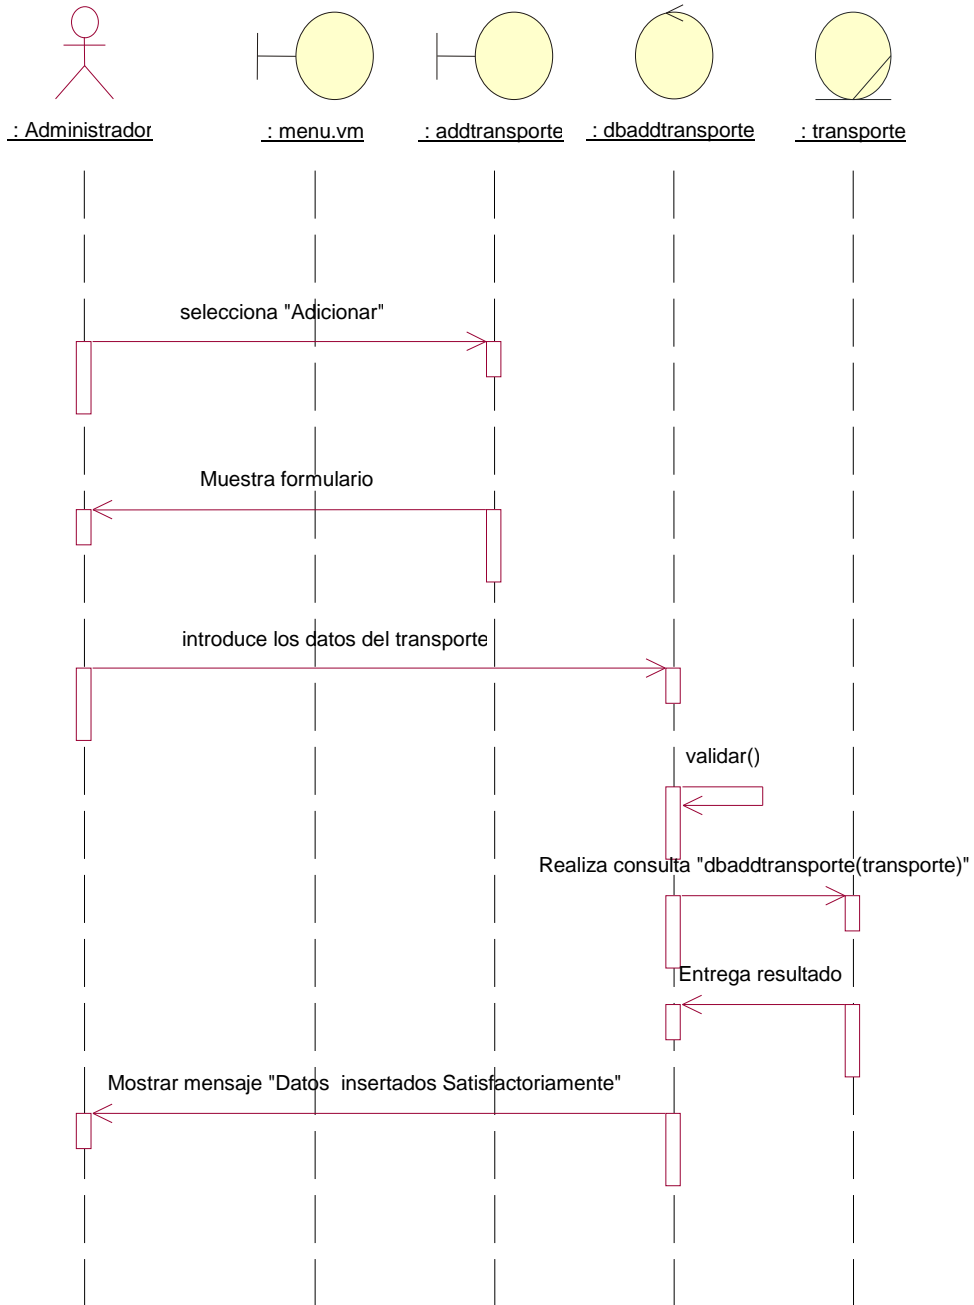 : Administrador
: menu.vm
: addtransporte
: dbaddtransporte
: transporte
selecciona "Adicionar"
Muestra formulario
introduce los datos del transporte
validar()
Realiza consulta "dbaddtransporte(transporte)"
Entrega resultado
Mostrar mensaje "Datos  insertados Satisfactoriamente"